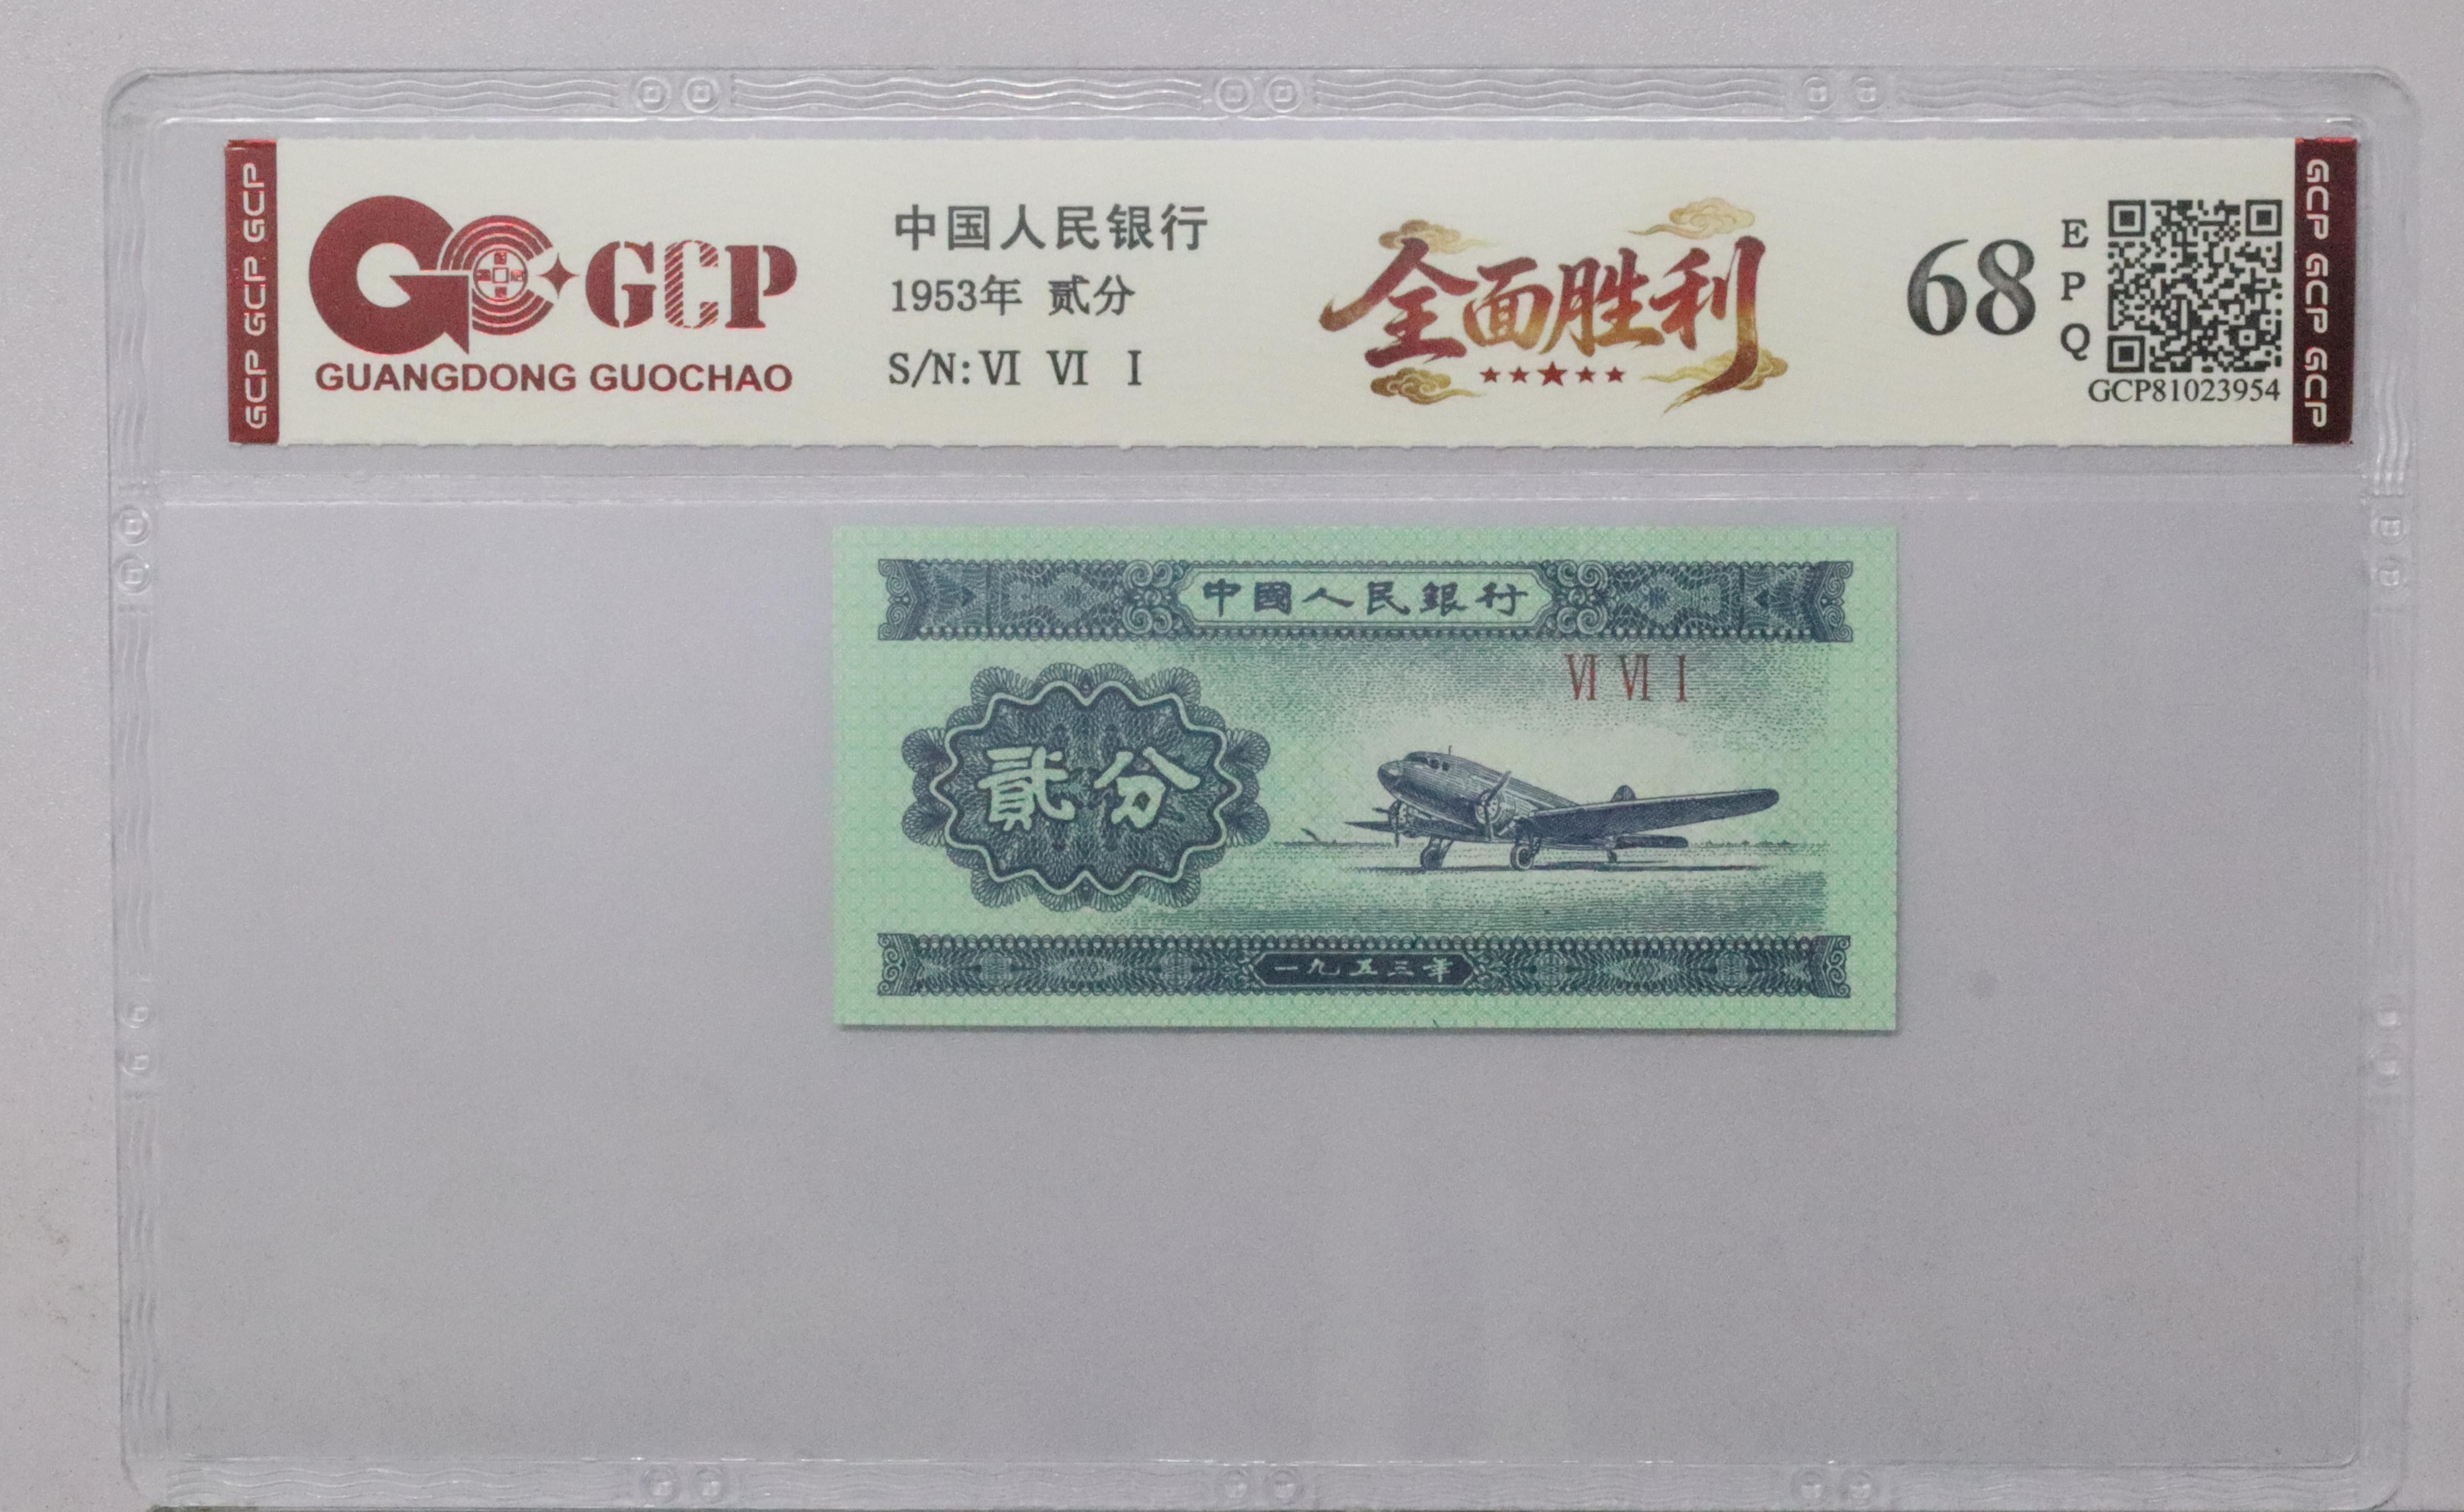 GCP GCP GCP
GCP
GUANGDONG GUOCHAO
中国人民银行
1953年 贰分
S/N:Ⅵ Ⅵ Ⅰ
全面胜利
68
EPQ
GCP81023954
GCP GCP GCP
中國人民銀行
Ⅵ Ⅵ Ⅰ
貳分
一九五三年